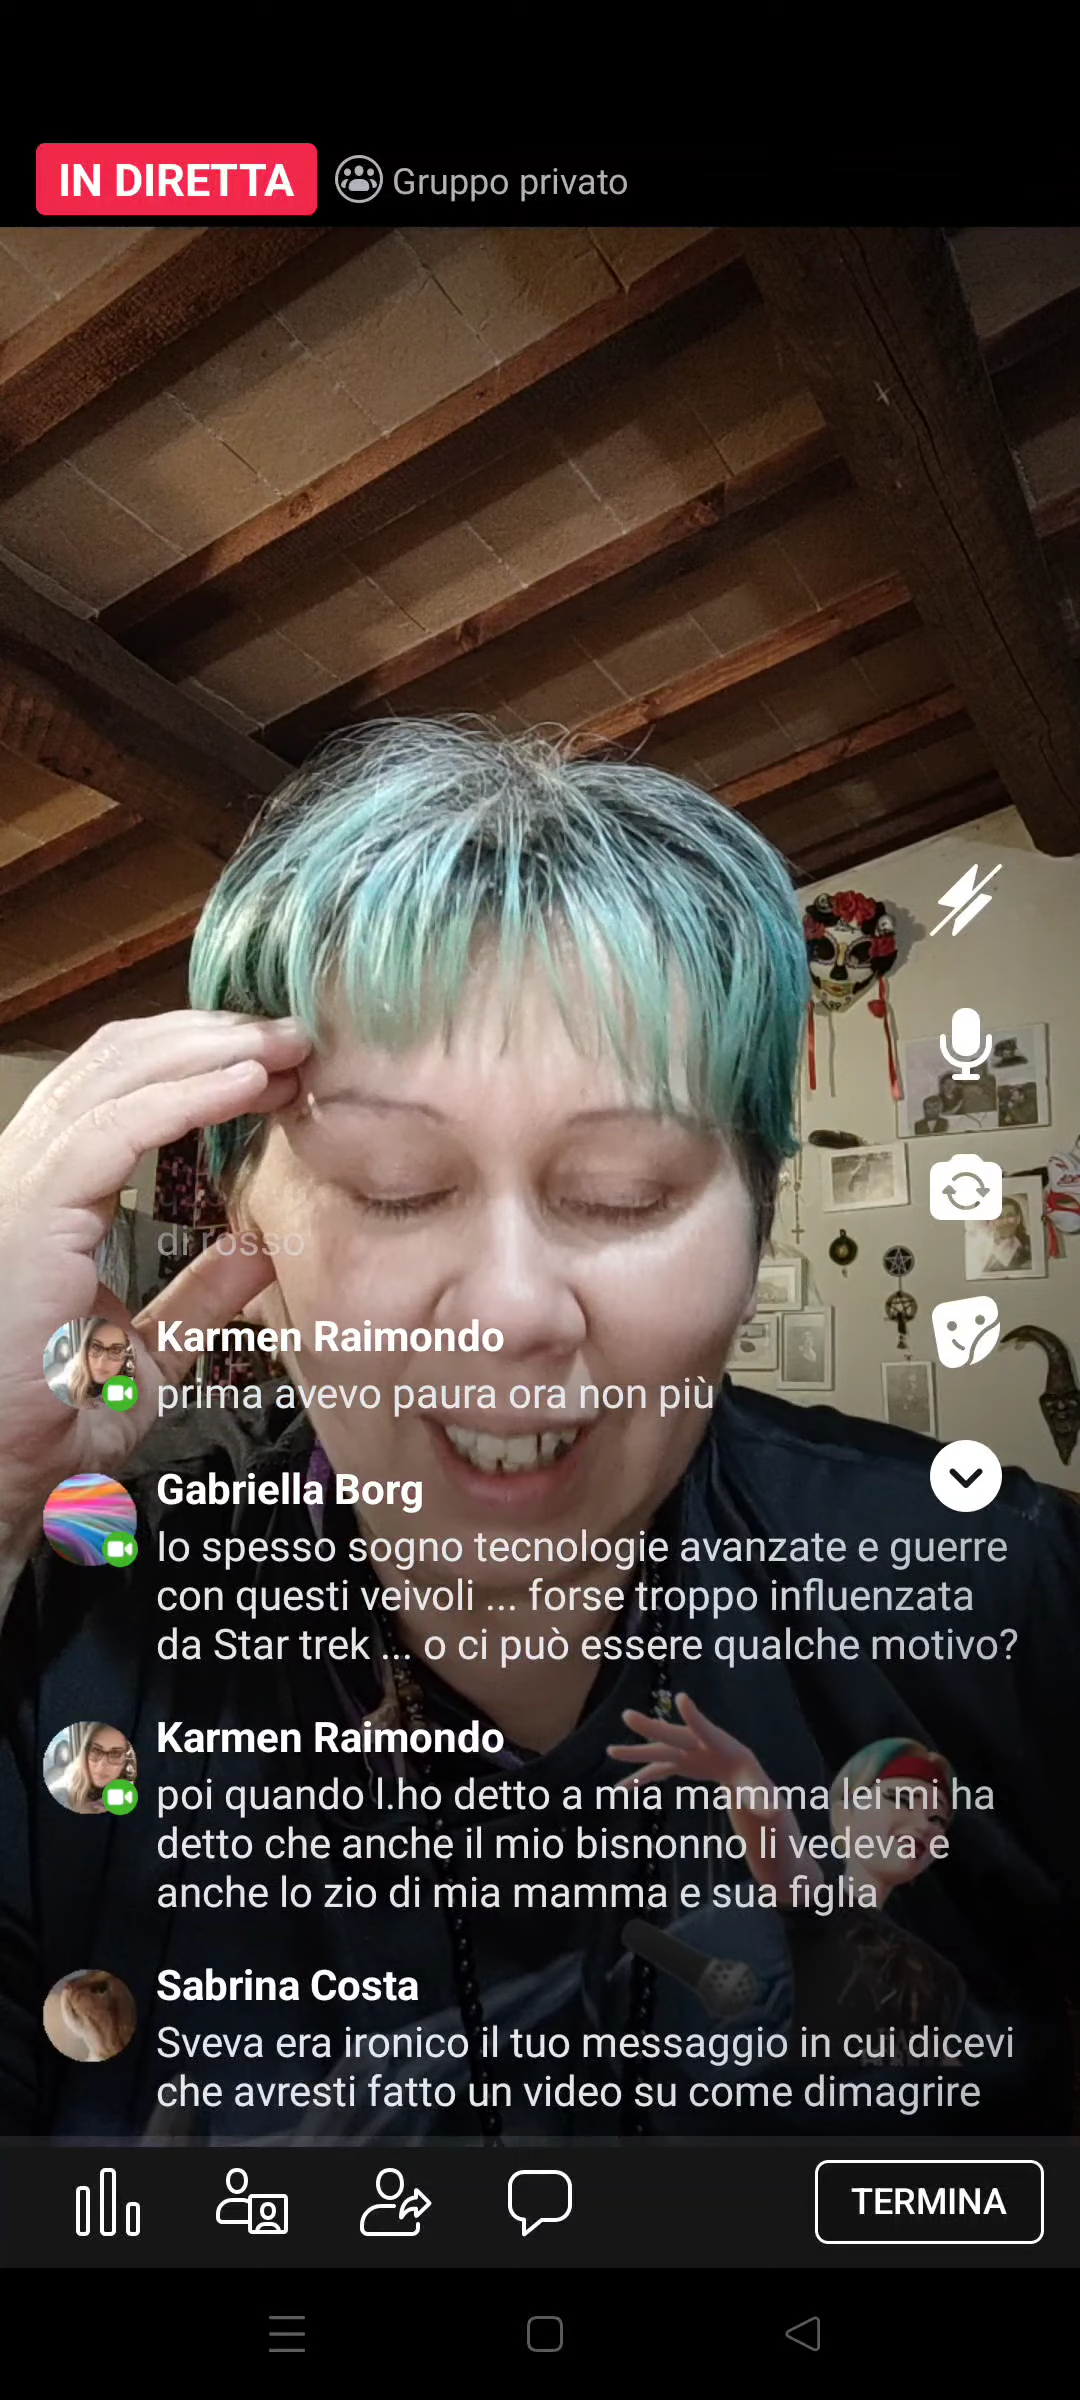 IN DIRETTA
Gruppo privato
di rosso
Karmen Raimondo
prima avevo paura ora non più
Gabriella Borg
Io spesso sogno tecnologie avanzate e guerre
con questi veivoli ... forse troppo influenzata
da Star trek ... o ci può essere qualche motivo?
Karmen Raimondo
poi quando l.ho detto a mia mamma lei mi ha
detto che anche il mio bisnonno li vedeva e
anche lo zio di mia mamma e sua figlia
Sabrina Costa
Sveva era ironico il tuo messaggio in cui dicevi
che avresti fatto un video su come dimagrire
TERMINA